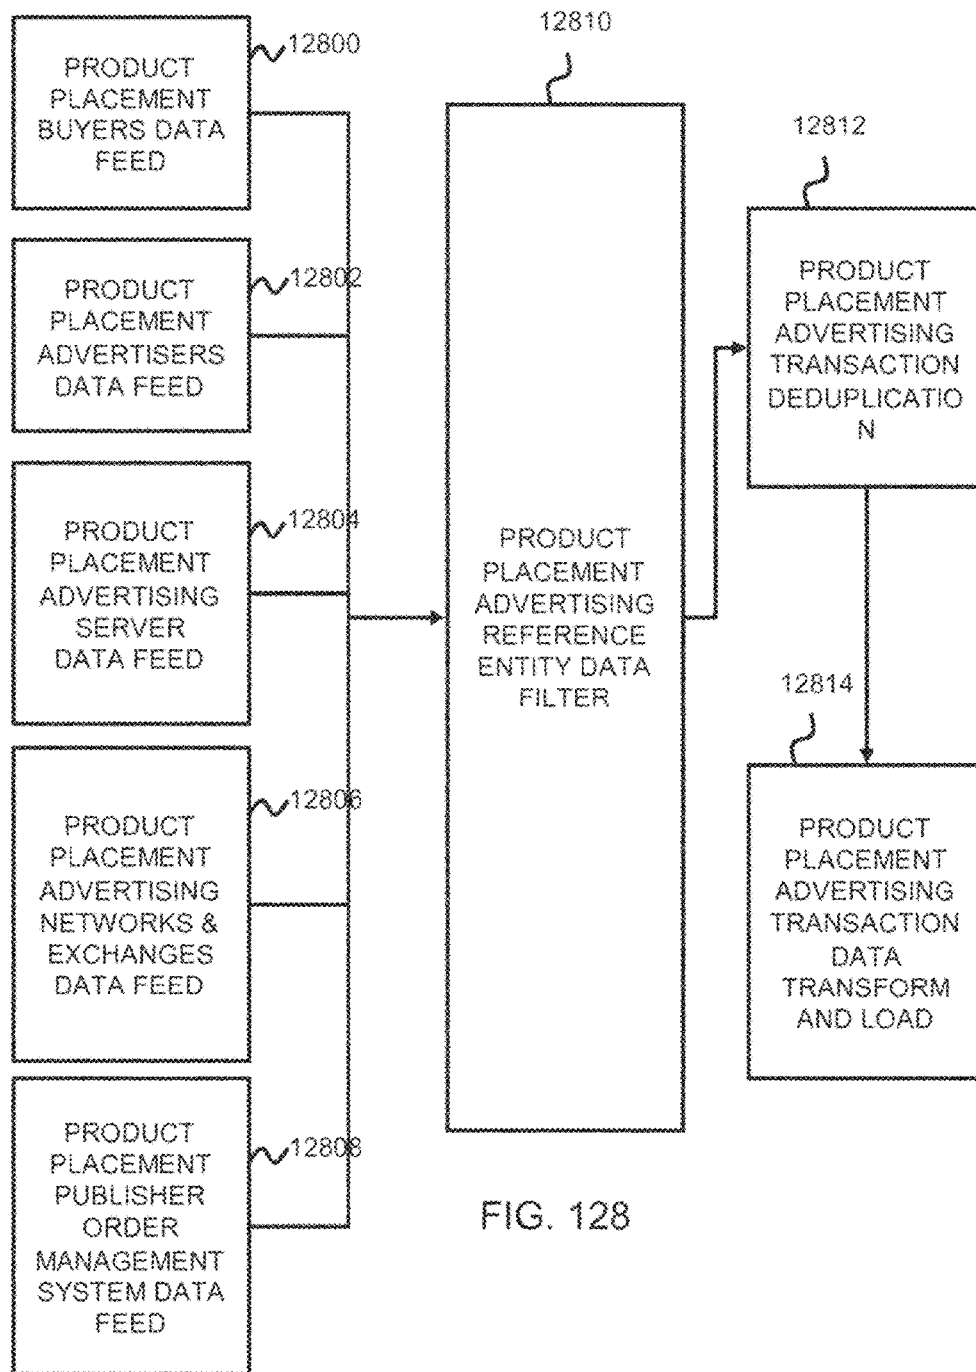 12800
PRODUCT
PLACEMENT
BUYERS DATA
FEED
12802
PRODUCT
PLACEMENT
ADVERTISERS
DATA FEED
12804
PRODUCT
PLACEMENT
ADVERTISING
SERVER
DATA FEED
12806
PRODUCT
PLACEMENT
ADVERTISING
NETWORKS &
EXCHANGES
DATA FEED
12808
PRODUCT
PLACEMENT
PUBLISHER
ORDER
MANAGEMENT
SYSTEM DATA
FEED
12810
PRODUCT
PLACEMENT
ADVERTISING
REFERENCE
ENTITY DATA
FILTER
12812
PRODUCT
PLACEMENT
ADVERTISING
TRANSACTION
DEDUPLICATIO
N
12814
PRODUCT
PLACEMENT
ADVERTISING
TRANSACTION
DATA
TRANSFORM
AND LOAD
FIG. 128